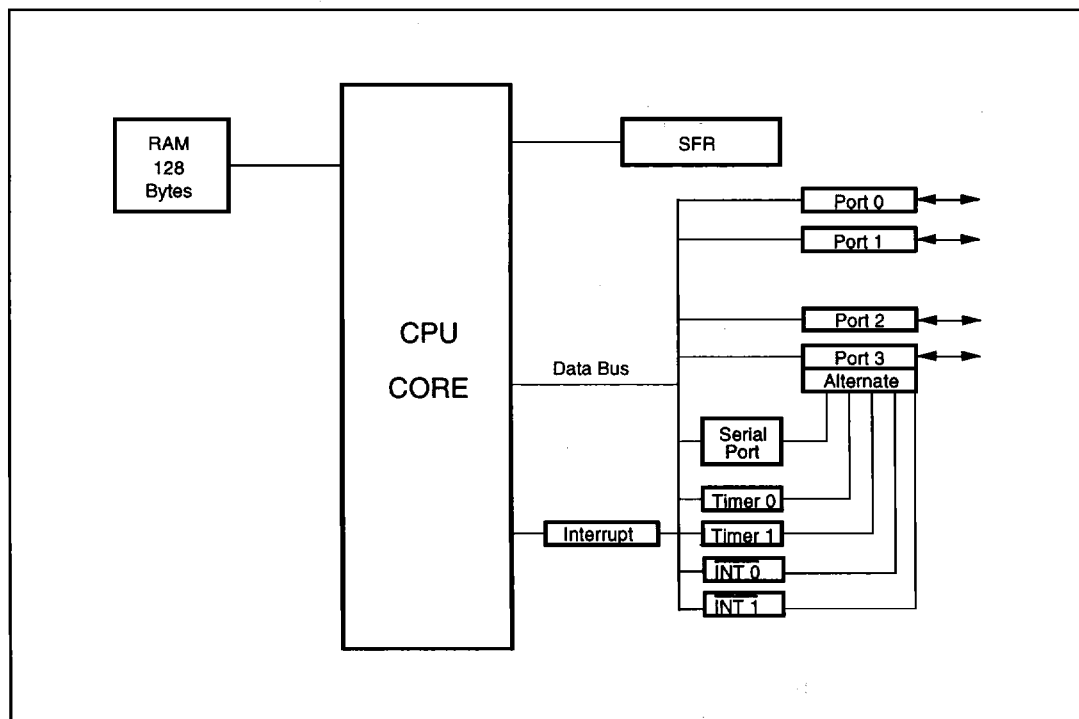 RAM
128
Bytes
SFR
Port 0
Port 1
CPU
CORE
Port 2
Port 3
Alternate
Data Bus
Serial
Port
Timer 0
Interrupt
Timer 1
INT 0
INT 1